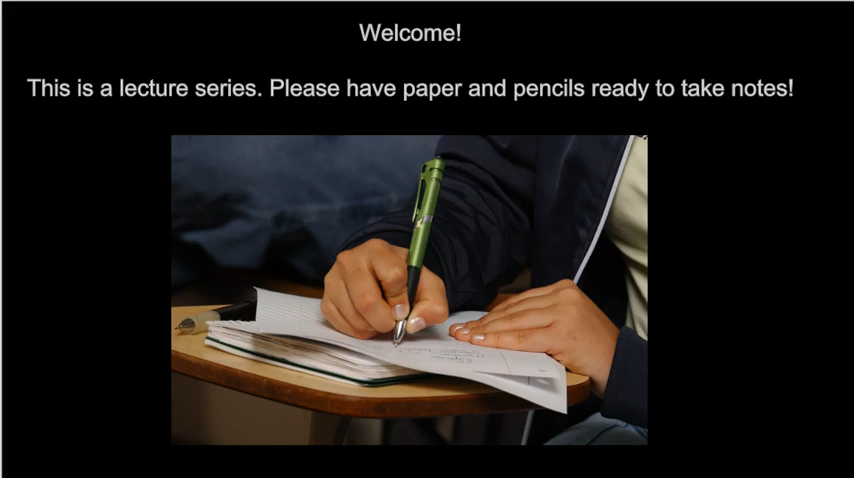 Welcome!
This is a lecture series. Please have paper and pencils ready to take notes!